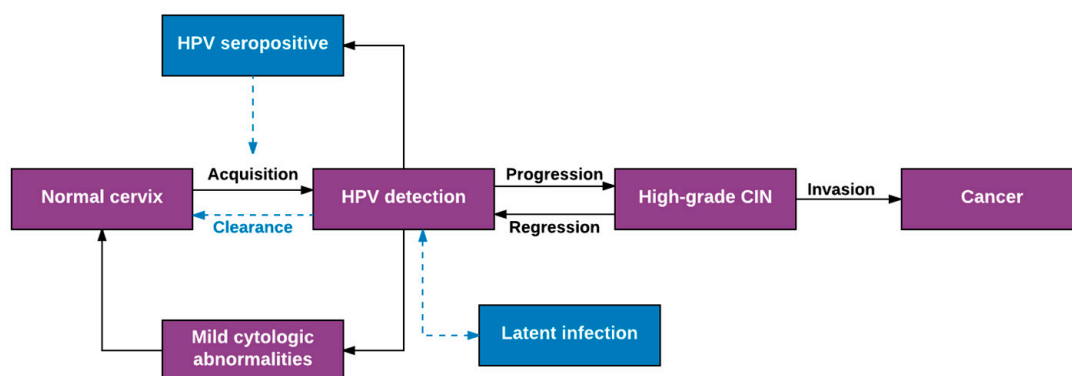 HPV seropositive
Acquisition
Progression
Normal cervix
HPV detection
High-grade CIN
Invasion
Cancer
Clearance
Regression
Mild cytologic
abnormalities
Latent infection